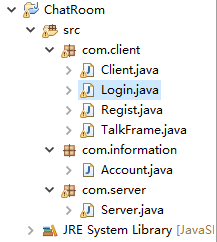 ChatRoom
src
com.client
Client.java
Login.java
Regist.java
TalkFrame.java
com.information
Account.java
com.server
Server.java
JRE System Library [JavaS